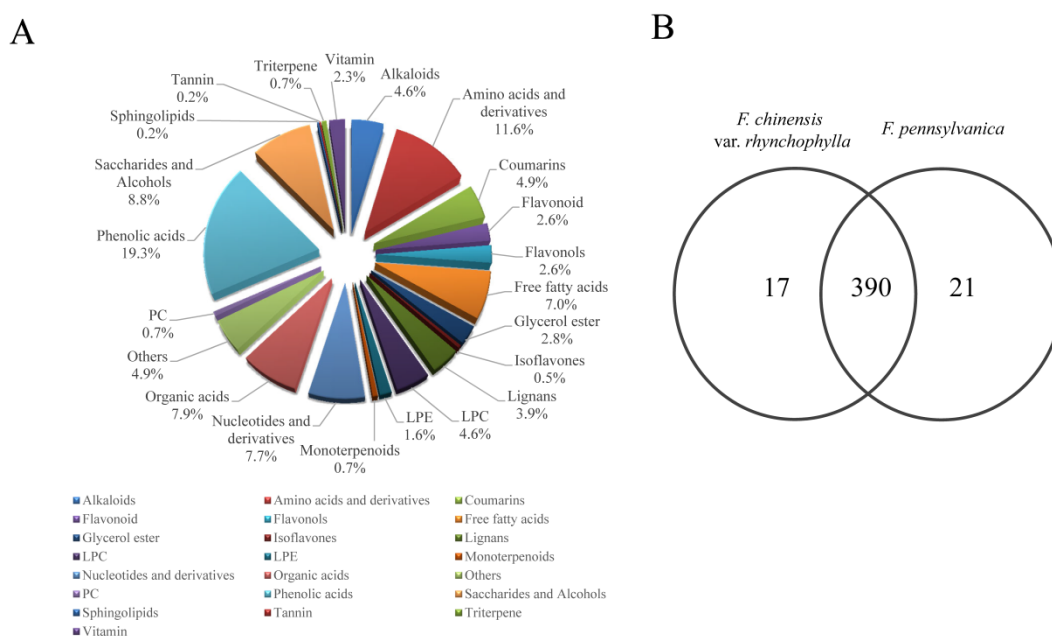 A
B
Vitamin
2.3%
Triterpene
0.7%
Tannin
0.2%
Sphingolipids
0.2%
Saccharides and
Alcohols
8.8%
Phenolic acids
19.3%
PC
0.7%
Others
4.9%
Organic acids
7.9%
Nucleotides and
derivatives
7.7%
Monoterpenoids
0.7%
LPE
1.6%
LPC
4.6%
Lignans
3.9%
Isoflavones
0.5%
Glycerol ester
2.8%
Free fatty acids
7.0%
Flavonols
2.6%
Flavonoid
2.6%
Coumarins
4.9%
Amino acids and
derivatives
11.6%
Alkaloids
4.6%
Alkaloids Amino acids and derivatives Coumarins
Flavonoid Flavonols Free fatty acids
Glycerol ester Isoflavones Lignans
LPC LPE Monoterpenoids
Nucleotides and derivatives Organic acids Others
PC Phenolic acids Saccharides and Alcohols
Sphingolipids Tannin Triterpene
Vitamin
F. chinensis
var. rhynchophylla
F. pennsylvanica
17 390 21